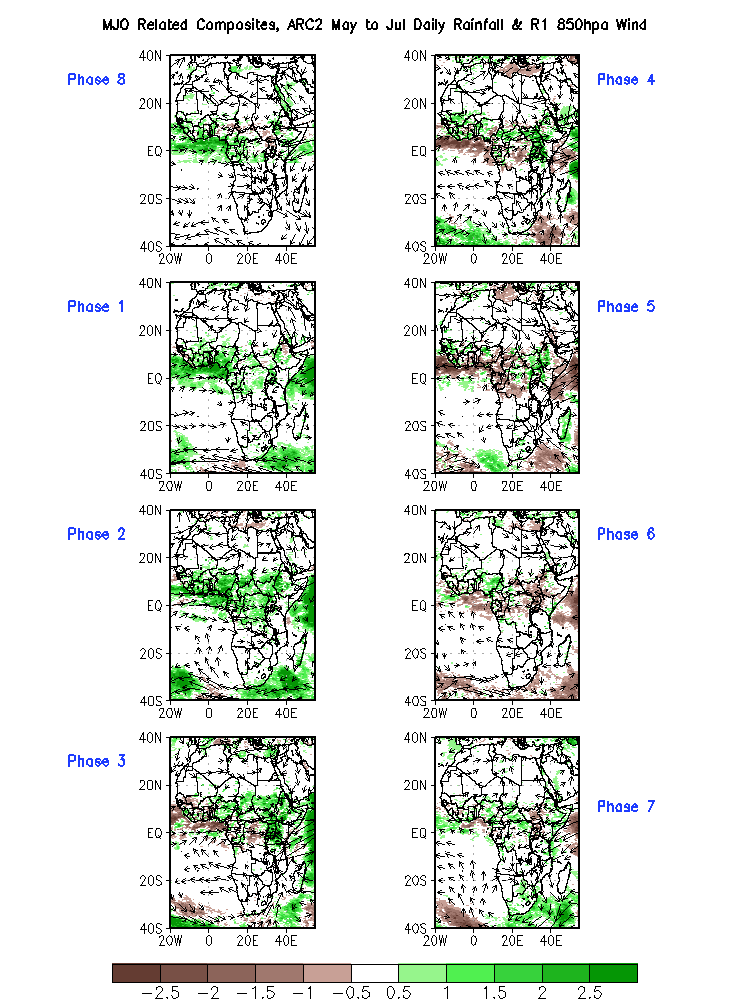 MJO Related Composites, ARC2 May to Jul Daily Rainfall & R1 850hpa Wind
Phase 8
40N
20N
EQ
20S
40S
20W 0 20E 40E
Phase 4
40N
20N
EQ
20S
40S
20W 0 20E 40E
Phase 1
40N
20N
EQ
20S
40S
20W 0 20E 40E
Phase 5
40N
20N
EQ
20S
40S
20W 0 20E 40E
Phase 2
40N
20N
EQ
20S
40S
20W 0 20E 40E
Phase 6
40N
20N
EQ
20S
40S
20W 0 20E 40E
Phase 3
40N
20N
EQ
20S
40S
20W 0 20E 40E
Phase 7
40N
20N
EQ
20S
40S
20W 0 20E 40E
-2.5 -2 -1.5 -1 -0.5 0.5 1 1.5 2 2.5